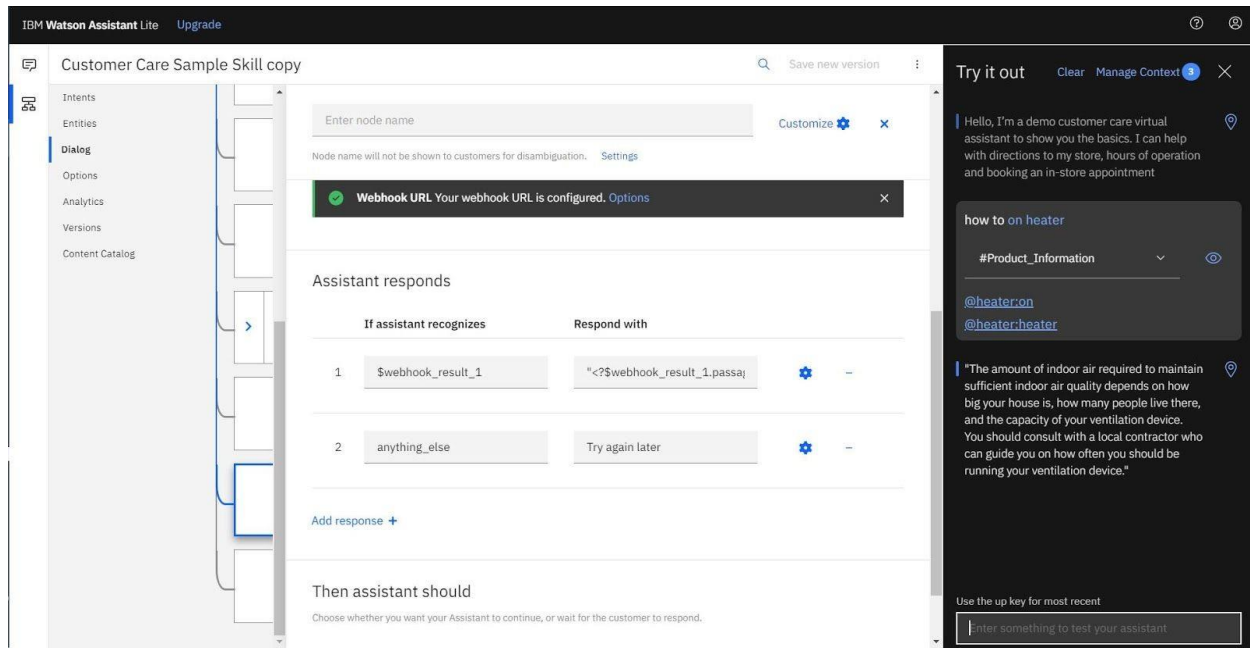 IBM Watson Assistant Lite Upgrade
Customer Care Sample Skill copy
Save new version
Intents
Entities
Dialog
Options
Analytics
Versions
Content Catalog
Enter node name
Customize
Node name will not be shown to customers for disambiguation. Settings
Webhook URL Your webhook URL is configured. Options
Assistant responds
If assistant recognizes Respond with
1 $webhook_result_1 "<?$webhook_result_1.passag
2 anything_else Try again later
Add response +
Then assistant should
Choose whether you want your Assistant to continue, or wait for the customer to respond.
Try it out Clear Manage Context 3
Hello, I'm a demo customer care virtual
assistant to show you the basics. I can help
with directions to my store, hours of operation
and booking an in-store appointment
how to on heater
#Product_Information
@heater:on
@heater:heater
"The amount of indoor air required to maintain
sufficient indoor air quality depends on how
big your house is, how many people live there,
and the capacity of your ventilation device.
You should consult with a local contractor who
can guide you on how often you should be
running your ventilation device."
Use the up key for most recent
Enter something to test your assistant